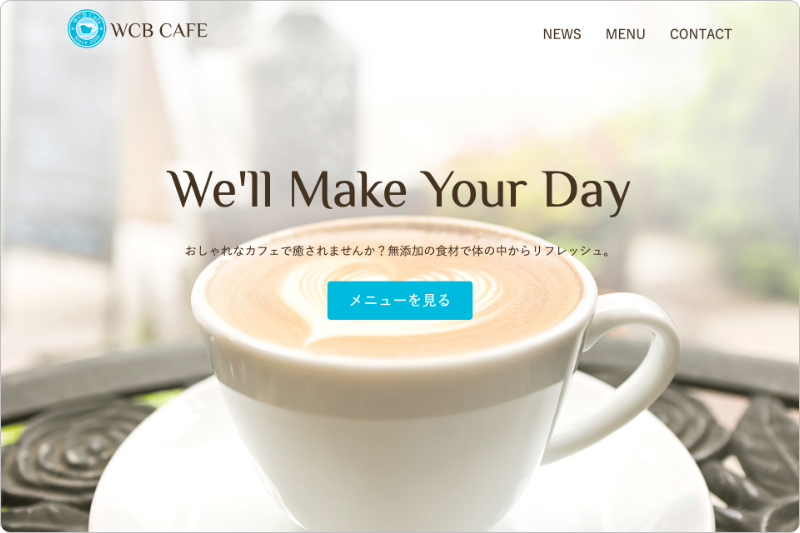 WCB CAFE
NEWS MENU CONTACT
We'll Make Your Day
おしゃれなカフェで癒されませんか？無添加の食材で体の中からリフレッシュ。
メニューを見る